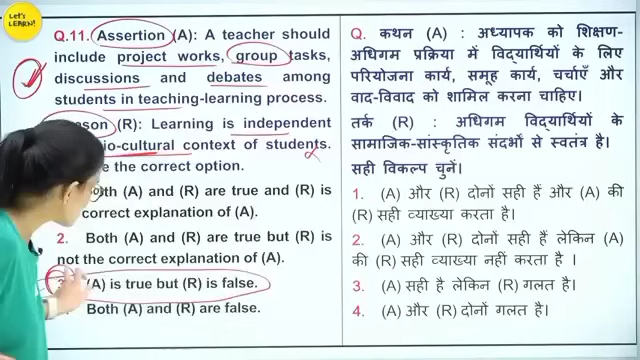 Let's
LEARN!
Q.11. Assertion (A): A teacher should
include project works, group tasks,
discussions and debates among
students in teaching-learning process.
(R): Learning is independent
cultural context of students.
the correct option.
(A) and (R) are true and (R) is
correct explanation of (A).
2. Both (A) and (R) are true but (R) is
not the correct explanation of (A).
3. (A) is true but (R) is false.
Both (A) and (R) are false.
Q. कथन (A) : अध्यापक को शिक्षण-
अधिगम प्रक्रिया में विद्यार्थियों के लिए
परियोजना कार्य, समूह कार्य, चर्चाएँ और
वाद-विवाद को शामिल करना चाहिए।
तर्क (R) : अधिगम विद्यार्थियों के
सामाजिक-सांस्कृतिक संदर्भों से स्वतंत्र है।
सही विकल्प चुनें।
1. (A) और (R) दोनों सही हैं और (A) की
(R) सही व्याख्या करता है।
2. (A) और (R) दोनों सही हैं लेकिन (A)
की (R) सही व्याख्या नहीं करता है ।
3. (A) सही है लेकिन (R) गलत है।
4. (A) और (R) दोनों गलत है।